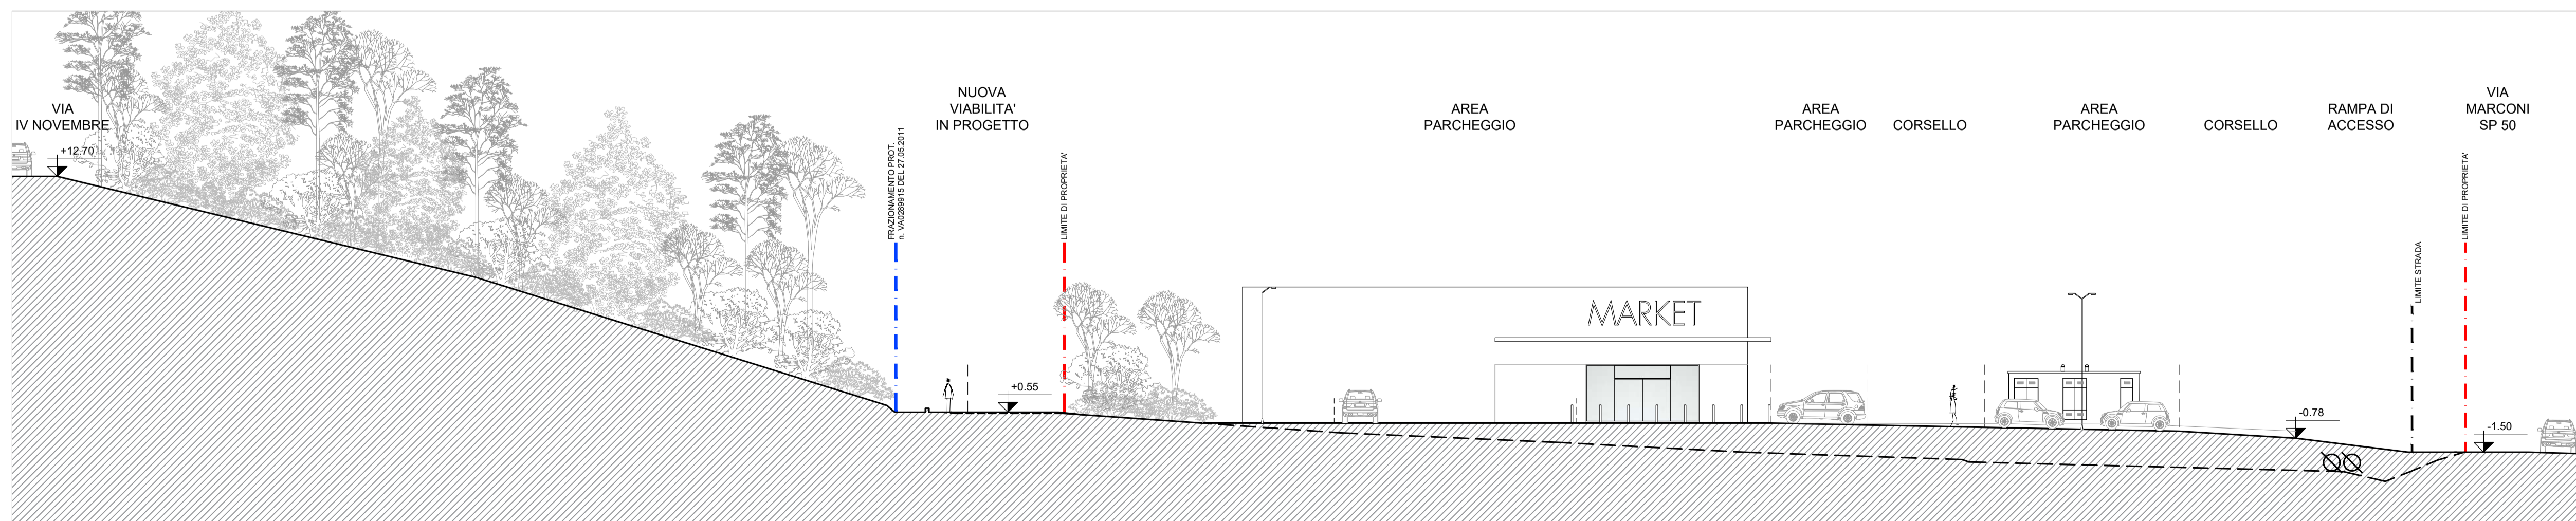 VIA
IV NOVEMBRE
+12.70
FRAZIONAMENTO PROT.
n. VA0289915 DEL 27.05.2011
NUOVA
VIABILITA'
IN PROGETTO
+0.55
LIMITE DI PROPRIETA'
AREA
PARCHEGGIO
MARKET
AREA
PARCHEGGIO
CORSELLO
AREA
PARCHEGGIO
CORSELLO
RAMPA DI
ACCESSO
-0.78
LIMITE STRADA
LIMITE DI PROPRIETA'
VIA
MARCONI
SP 50
-1.50